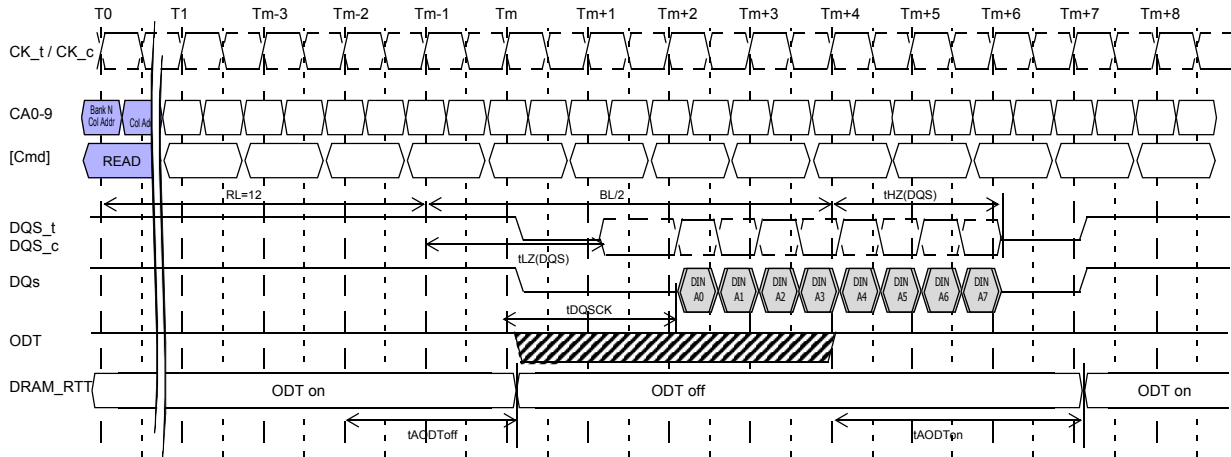 T0 T1 Tm-3 Tm-2 Tm-1 Tm Tm+1 Tm+2 Tm+3 Tm+4 Tm+5 Tm+6 Tm+7 Tm+8
CK_t / CK_c
CA0-9 Bank N Col Addr Col Add
[Cmd] READ
RL=12 BL/2 tHZ(DQS)
DQS_t
DQS_c
tLZ(DQS)
DQs DIN A0 DIN A1 DIN A2 DIN A3 DIN A4 DIN A5 DIN A6 DIN A7
tDQSCK
ODT
DRAM_RTT ODT on ODT off ODT on
tAODToff tAODTon